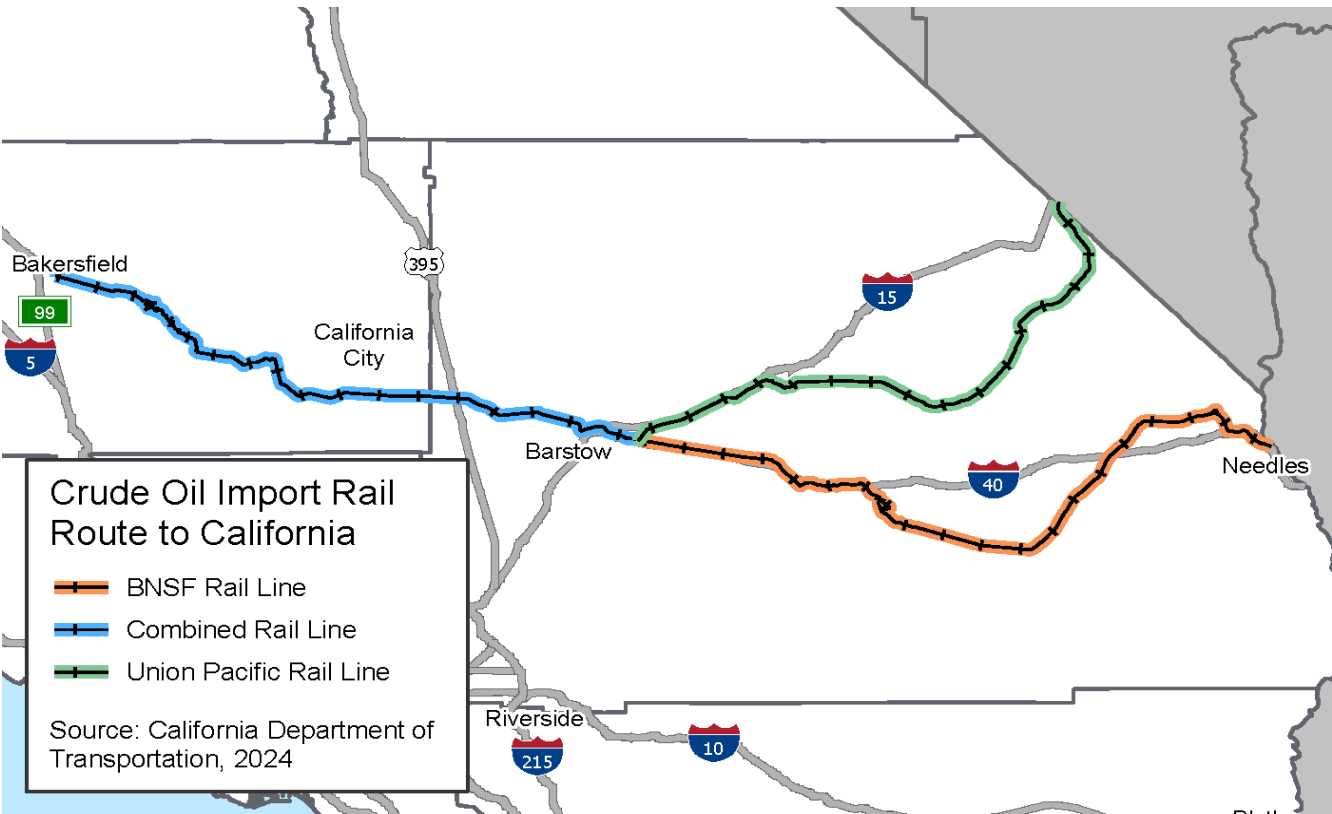 395
15
Bakersfield
99
California
City
5
Barstow
Needles
40
Crude Oil Import Rail
Route to California
BNSF Rail Line
Combined Rail Line
Union Pacific Rail Line
Source: California Department of
Transportation, 2024
Riverside
10
215